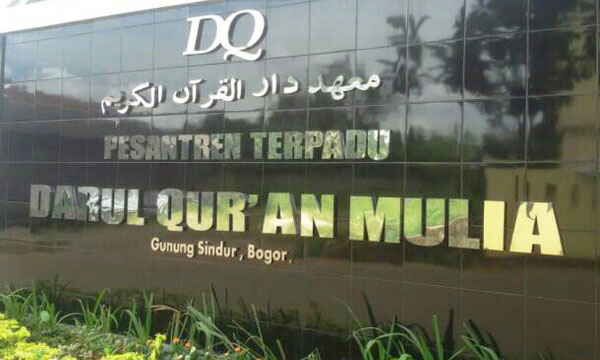 DQ
معهد دار القرآن الكريم
PESANTREN TERPADU
DARUL QUR'AN MULIA
Gunung Sindur, Bogor.